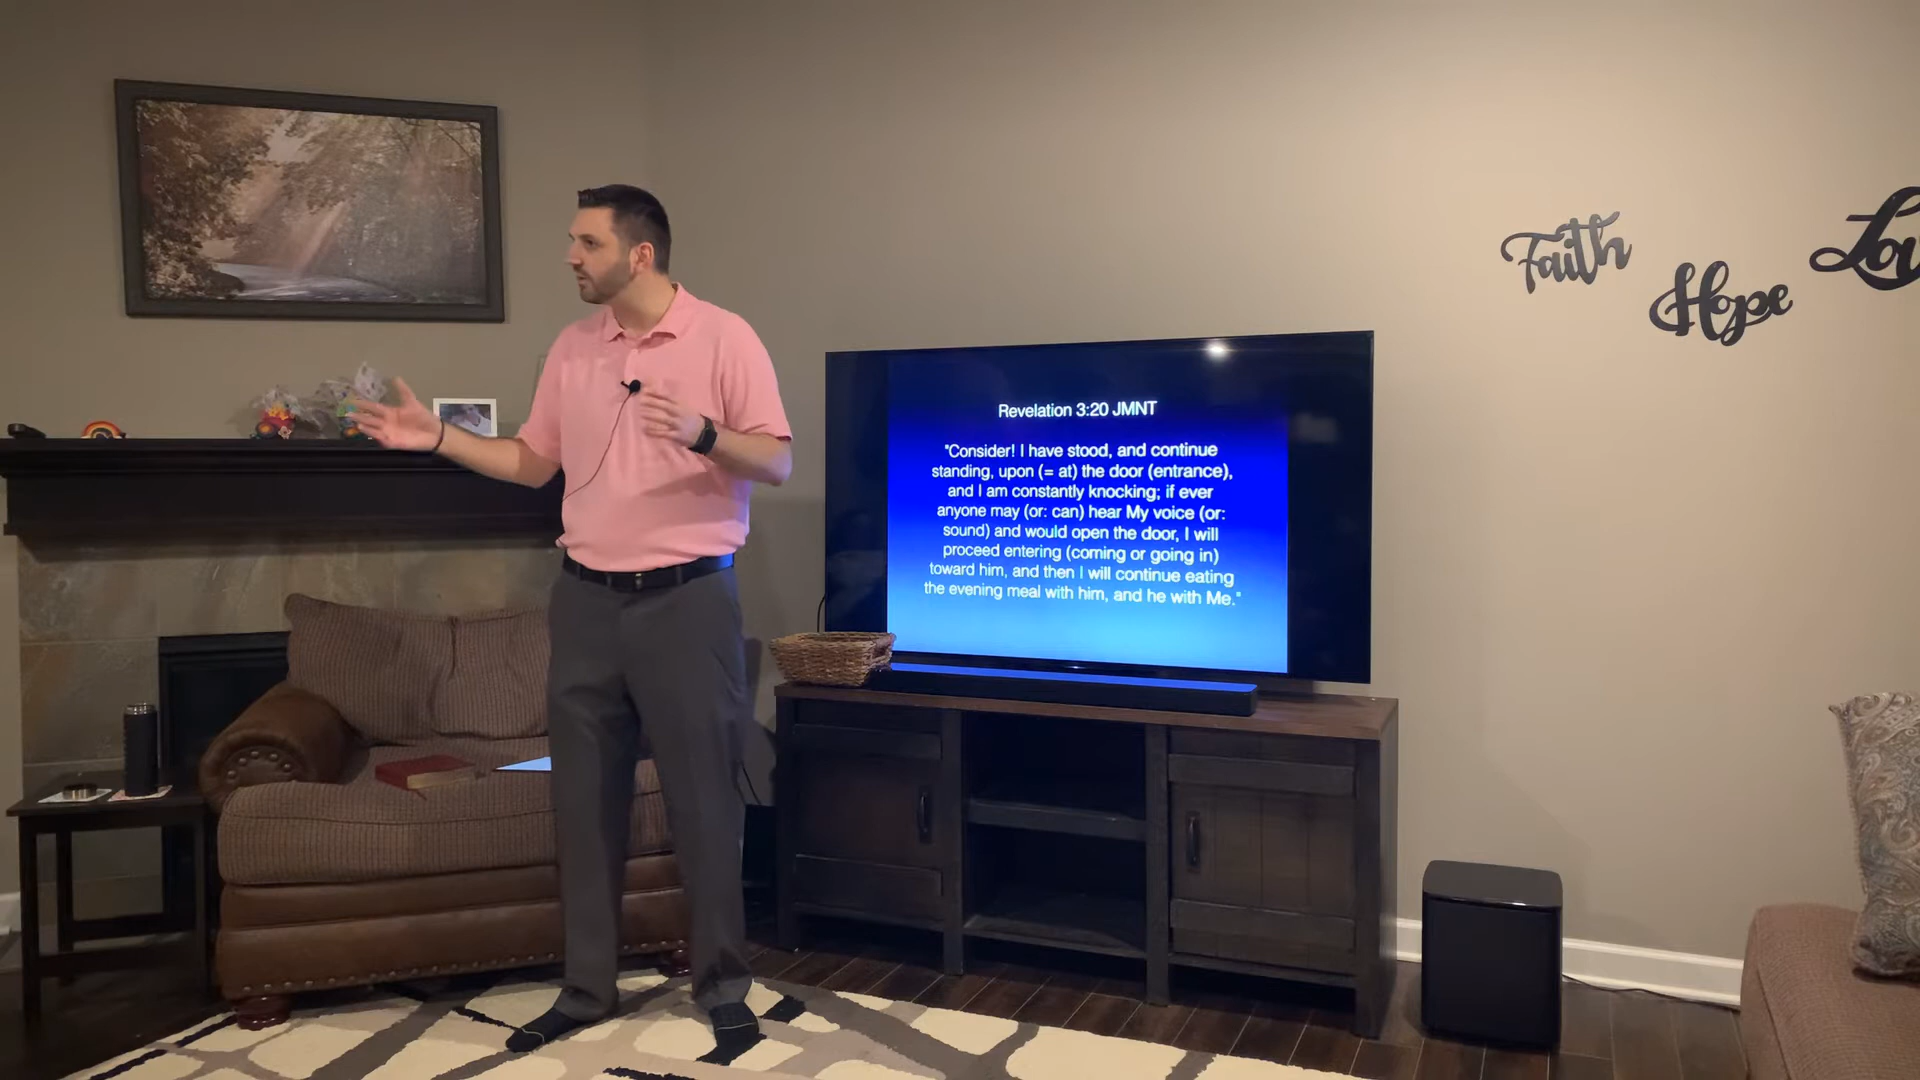 Revelation 3:20 JMNT
"Consider! I have stood, and continue
standing, upon (= at) the door (entrance),
and I am constantly knocking; if ever
anyone may (or: can) hear My voice (or:
sound) and would open the door, I will
proceed entering (coming or going in)
toward him, and then I will continue eating
the evening meal with him, and he with Me."
Faith
Hope